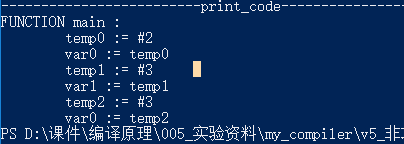 --------------------------print_code----------------
FUNCTION main :
temp0 := #2
var0 := temp0
temp1 := #3
var1 := temp1
temp2 := #3
var0 := temp2
PS D:\课件\编译原理\005_实验资料\my_compiler\v5_非